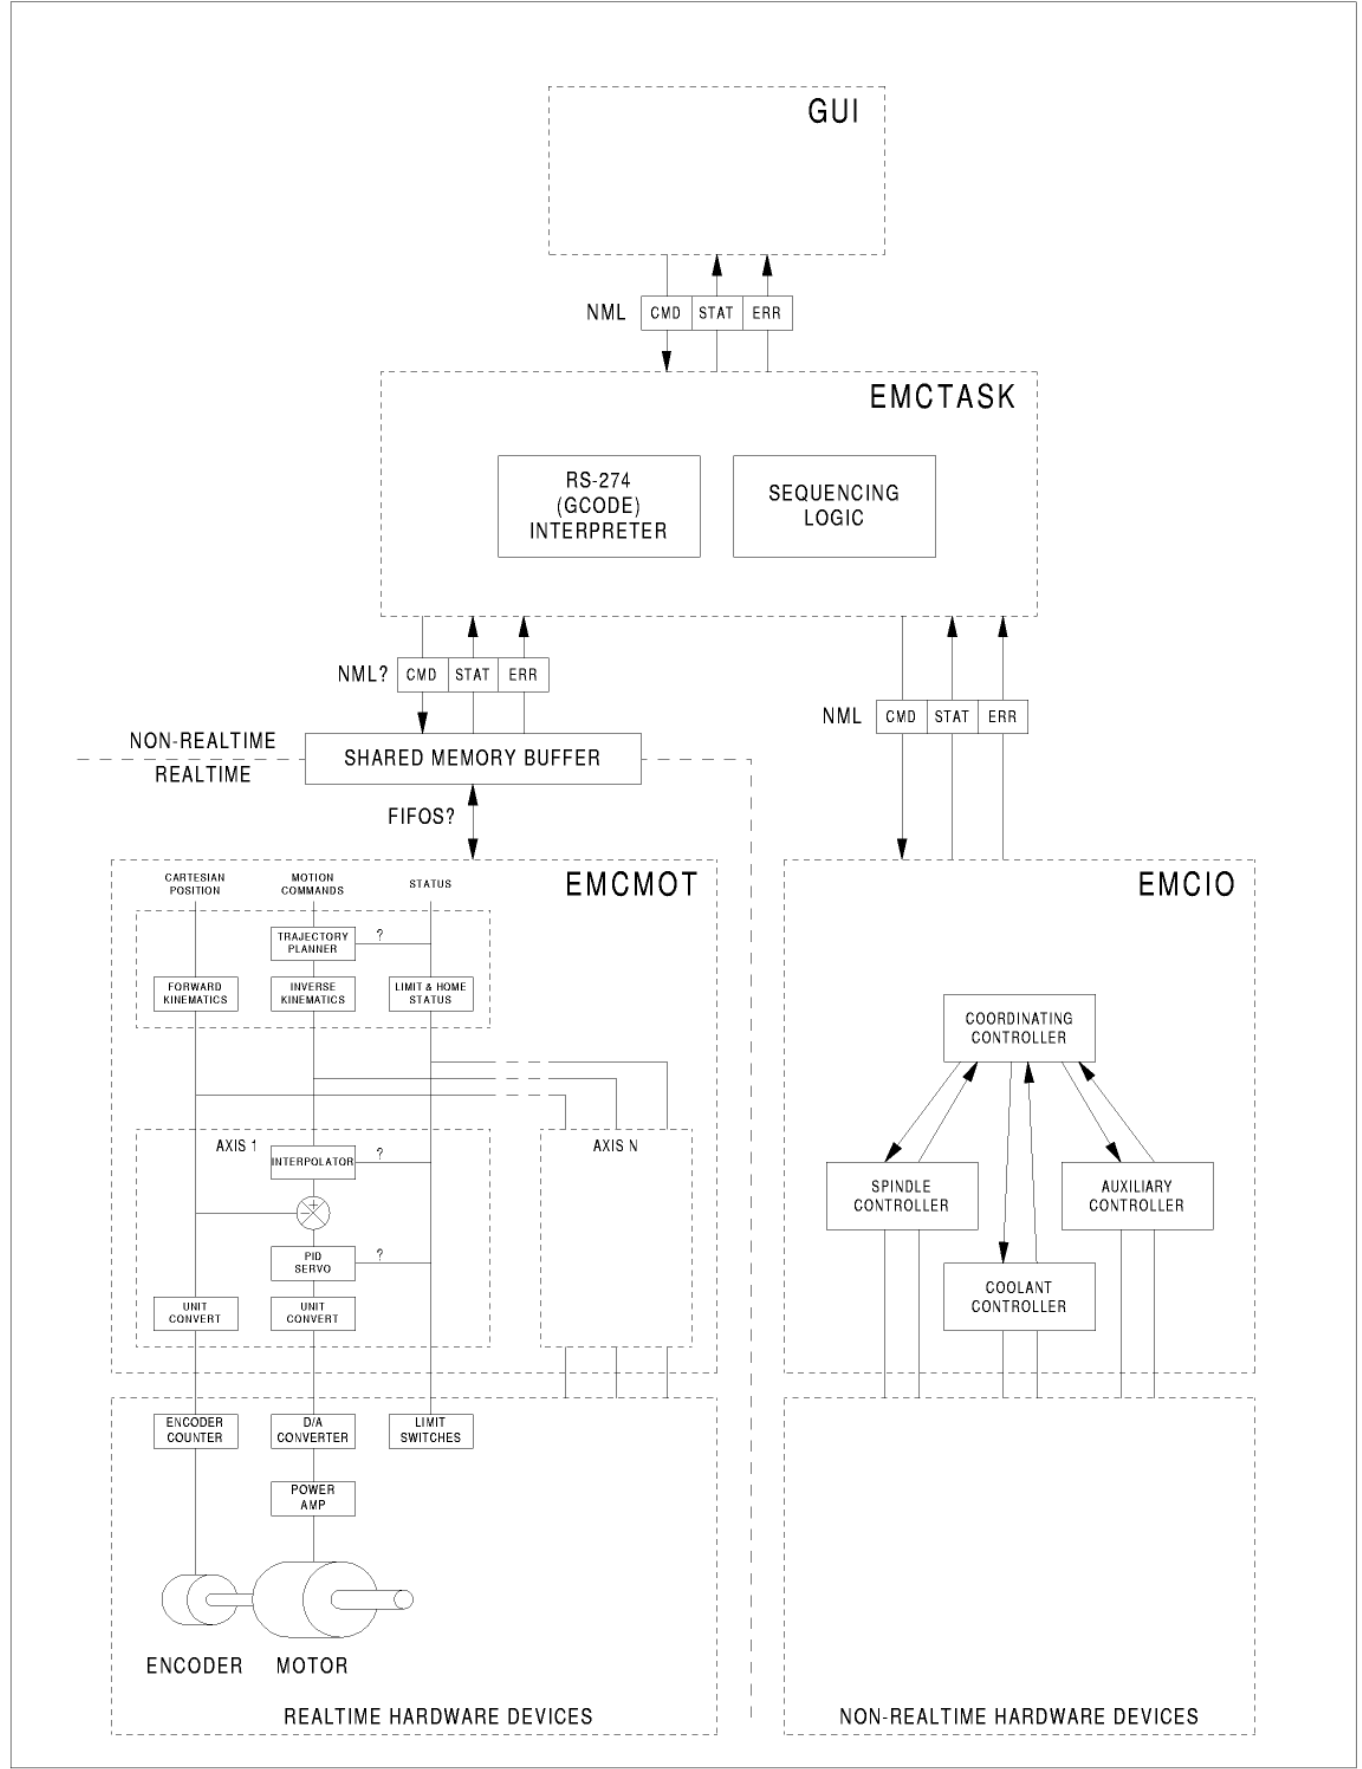 GUI
NML
CMD
STAT
ERR
EMCTASK
RS-274
(GCODE)
INTERPRETER
SEQUENCING
LOGIC
NML?
CMD
STAT
ERR
NML
CMD
STAT
ERR
NON-REALTIME
REALTIME
SHARED MEMORY BUFFER
FIFOS?
EMCMOT
CARTESIAN
POSITION
MOTION
COMMANDS
STATUS
TRAJECTORY
PLANNER
?
FORWARD
KINEMATICS
INVERSE
KINEMATICS
LIMIT & HOME
STATUS
AXIS 1
INTERPOLATOR
?
+
−
PID
SERVO
?
UNIT
CONVERT
UNIT
CONVERT
AXIS N
EMCIO
COORDINATING
CONTROLLER
SPINDLE
CONTROLLER
AUXILIARY
CONTROLLER
COOLANT
CONTROLLER
ENCODER
COUNTER
D/A
CONVERTER
LIMIT
SWITCHES
POWER
AMP
ENCODER
MOTOR
REALTIME HARDWARE DEVICES
NON-REALTIME HARDWARE DEVICES